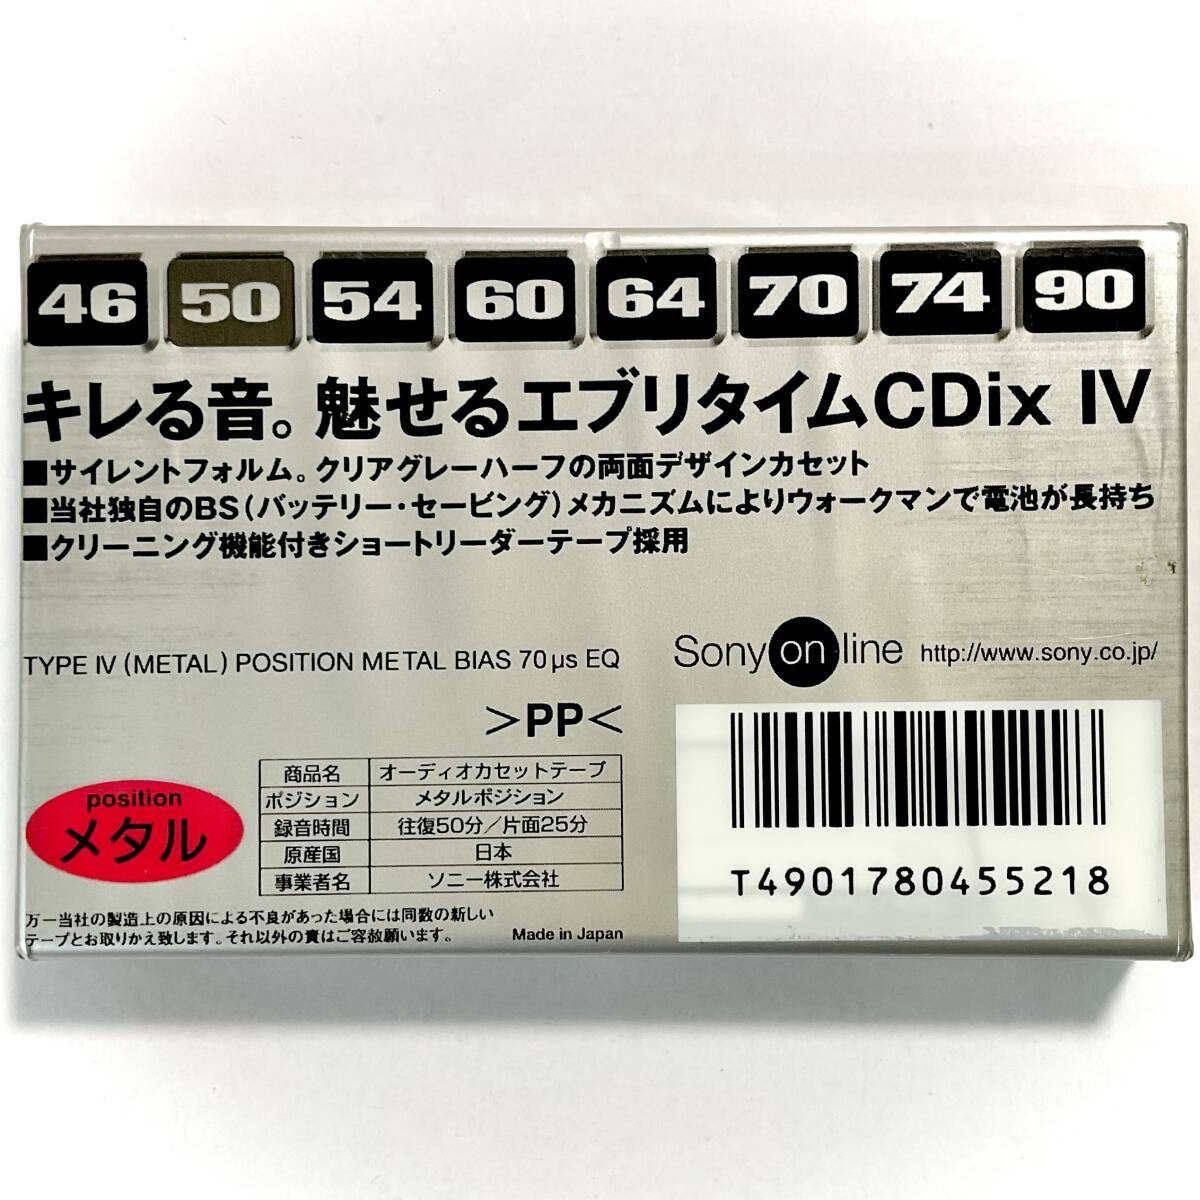 46 50 54 60 64 70 74 90
キレる音。魅せるエブリタイムCDix IV
■サイレントフォルム。クリアグレーハーフの両面デザインカセット
■当社独自のBS(バッテリー・セービング)メカニズムによりウォークマンで電池が長持ち
■クリーニング機能付きショートリーダーテープ採用
TYPE IV (METAL) POSITION METAL BIAS 70µs EQ
Sony on line http://www.sony.co.jp/
>PP<
position
メタル
商品名 オーディオカセットテープ
ポジション メタルポジション
録音時間 往復50分/片面25分
原産国 日本
事業者名 ソニー株式会社
万一当社の製造上の原因による不良があった場合には同数の新しい
テープとお取りかえ致します。それ以外の責はご容赦願います。
Made in Japan
T4901780455218